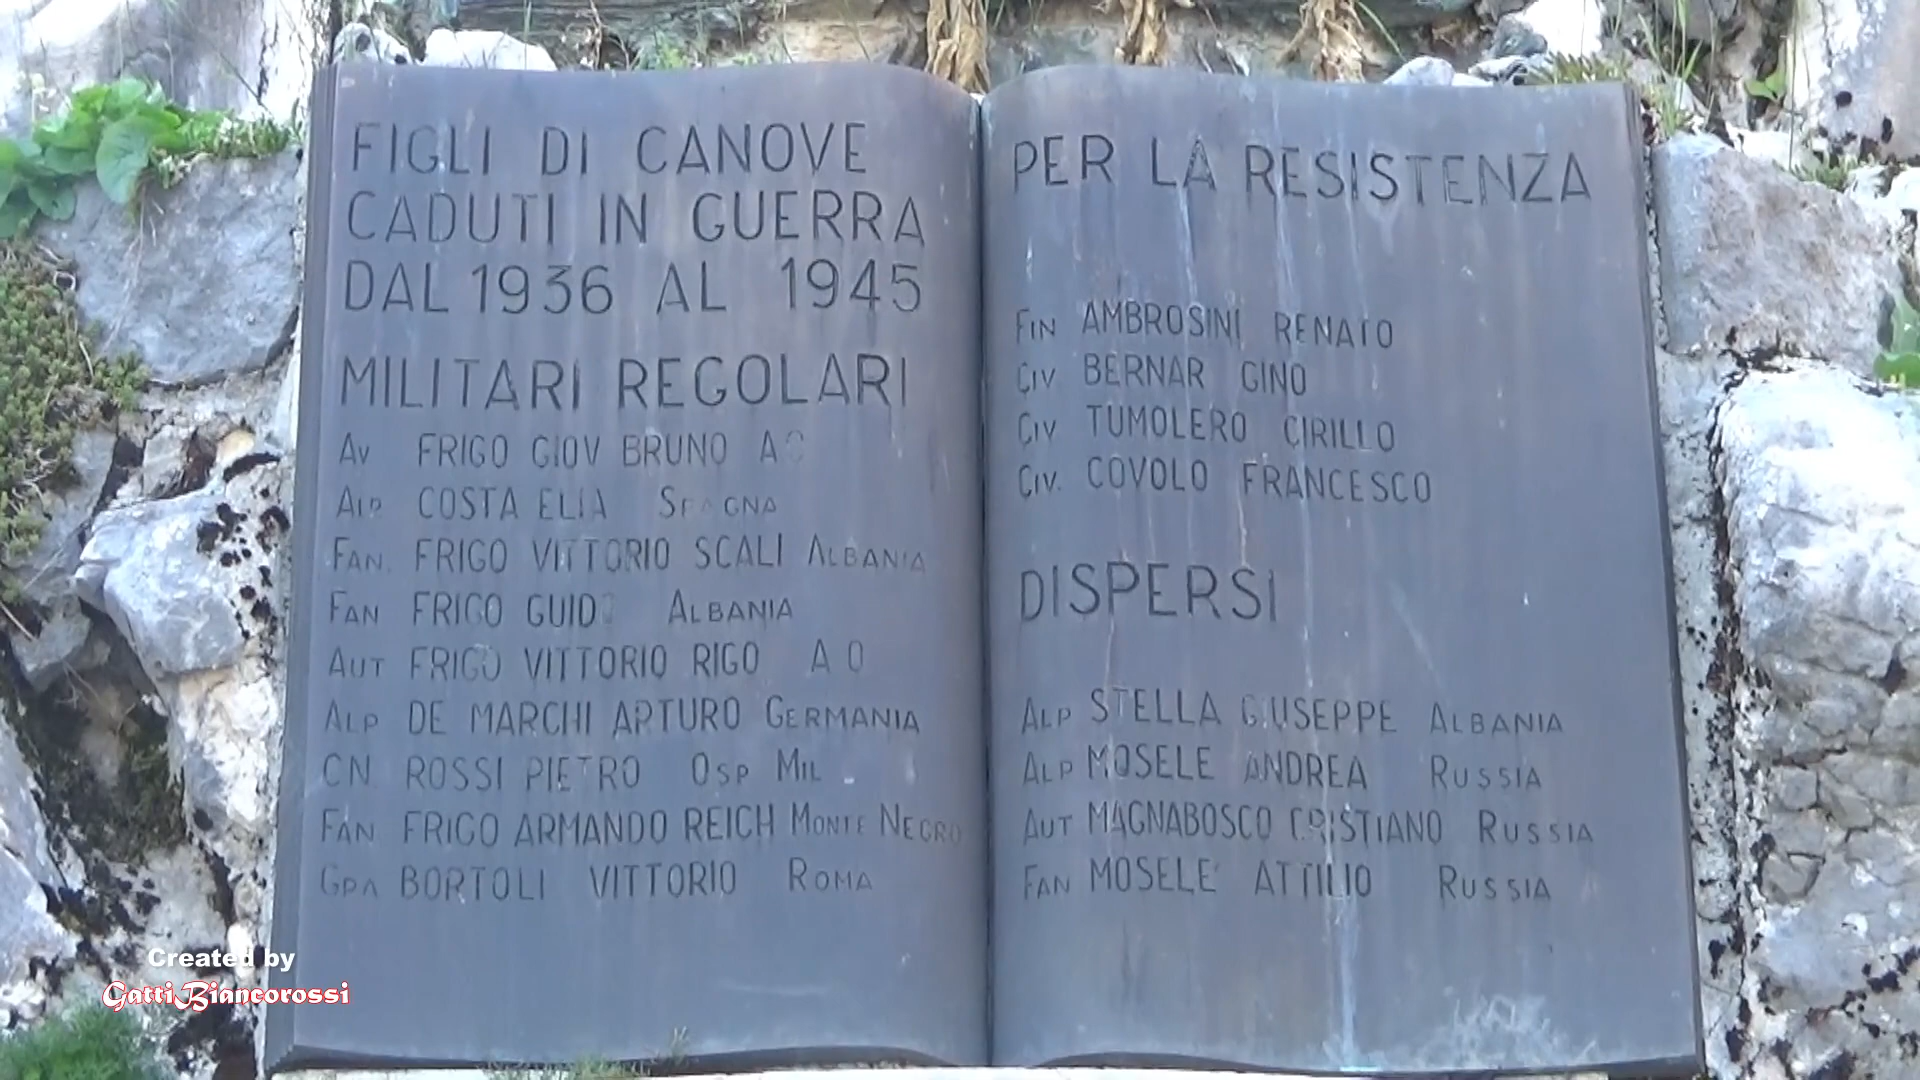 FIGLI DI CANOVE
CADUTI IN GUERRA
DAL 1936 AL 1945
MILITARI REGOLARI
AV FRIGO GIOV BRUNO A O
ALP COSTA ELIA SPAGNA
FAN. FRIGO VITTORIO SCALI ALBANIA
FAN FRIGO GUIDO ALBANIA
AUT FRIGO VITTORIO RIGO A O
ALP DE MARCHI ARTURO GERMANIA
CN ROSSI PIETRO OSP MIL
FAN FRIGO ARMANDO REICH MONTE NEGRO
GPA BORTOLI VITTORIO ROMA
PER LA RESISTENZA
FIN AMBROSINI RENATO
CIV BERNAR GINO
CIV TUMOLERO CIRILLO
CIV. COVOLO FRANCESCO
DISPERSI
ALP STELLA GIUSEPPE ALBANIA
ALP MOSELE ANDREA RUSSIA
AUT MAGNABOSCO CRISTIANO RUSSIA
FAN MOSELE' ATTILIO RUSSIA
Created by
GattiBiancorossi